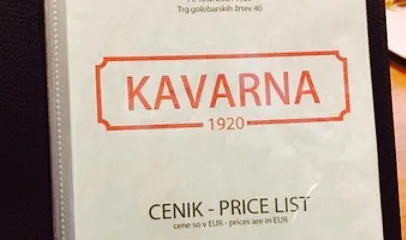 Trg golobarskih žrtev 40
KAVARNA
1920
CENIK - PRICE LIST
cene so v EUR - prices are in EUR